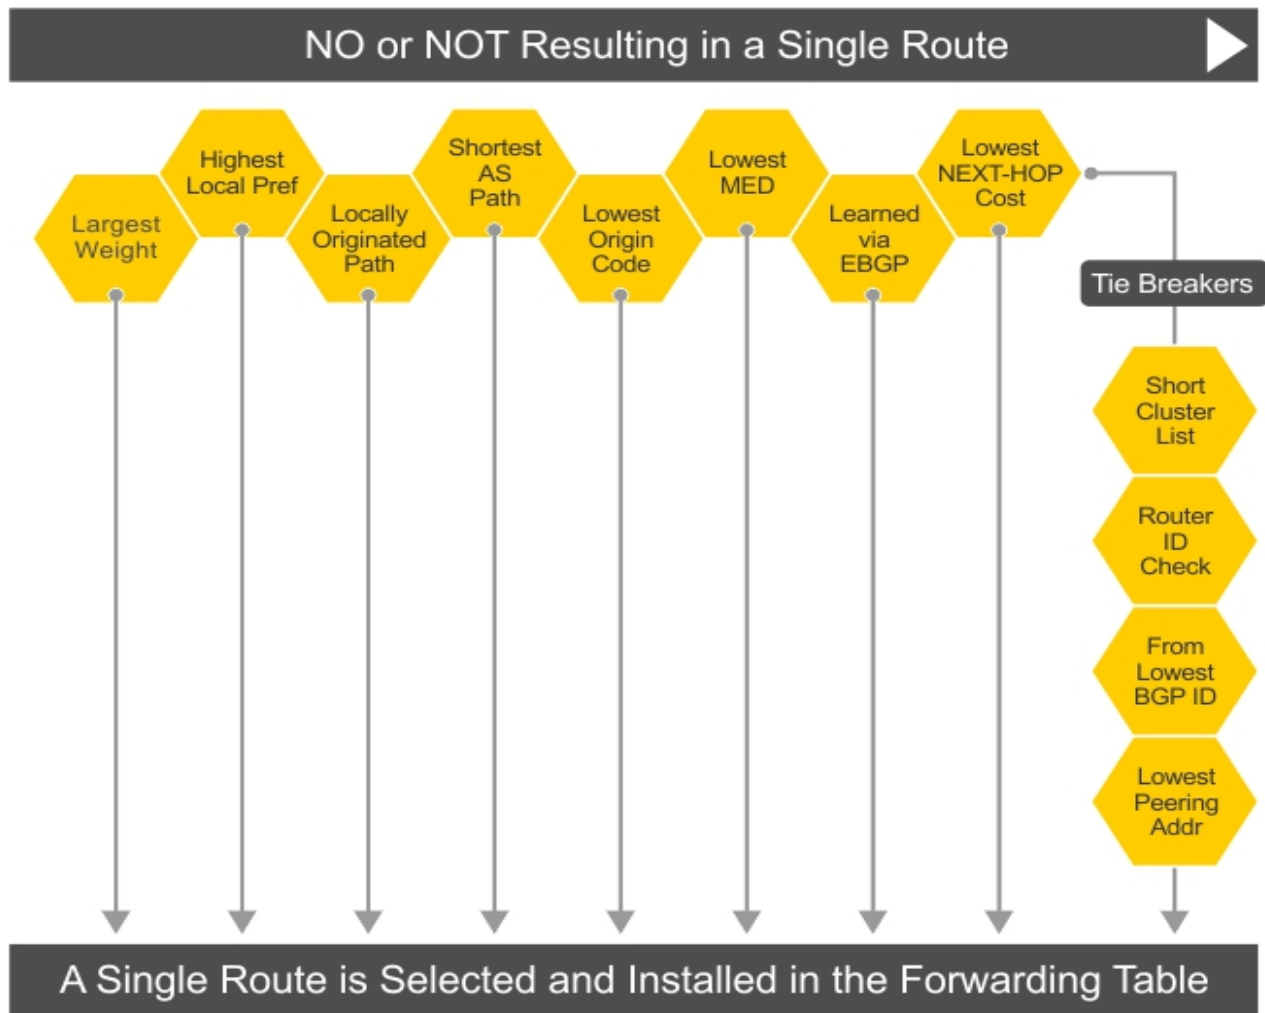 NO or NOT Resulting in a Single Route
Largest
Weight
Highest
Local Pref
Locally
Originated
Path
Shortest
AS
Path
Lowest
Origin
Code
Lowest
MED
Learned
via
EBGP
Lowest
NEXT-HOP
Cost
Tie Breakers
Short
Cluster
List
Router
ID
Check
From
Lowest
BGP ID
Lowest
Peering
Addr
A Single Route is Selected and Installed in the Forwarding Table